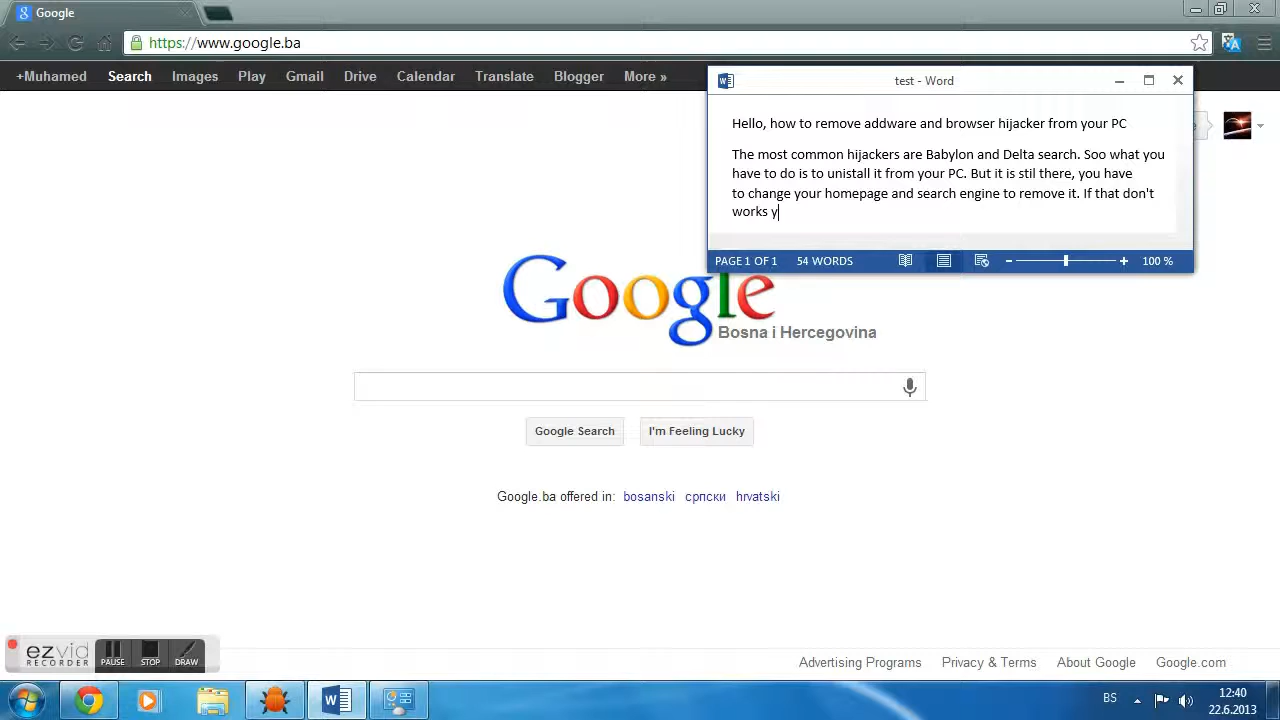 Google
https://www.google.ba
+Muhamed Search Images Play Gmail Drive Calendar Translate Blogger More »
test - Word
Hello, how to remove addware and browser hijacker from your PC
The most common hijackers are Babylon and Delta search. Soo what you
have to do is to unistall it from your PC. But it is stil there, you have
to change your homepage and search engine to remove it. If that don't
works y
PAGE 1 OF 1 54 WORDS 100 %
Google
Bosna i Hercegovina
Google Search I'm Feeling Lucky
Google.ba offered in: bosanski српски hrvatski
ezvid
RECORDER
PAUSE STOP DRAW
Advertising Programs Privacy & Terms About Google Google.com
BS
12:40
22.6.2013